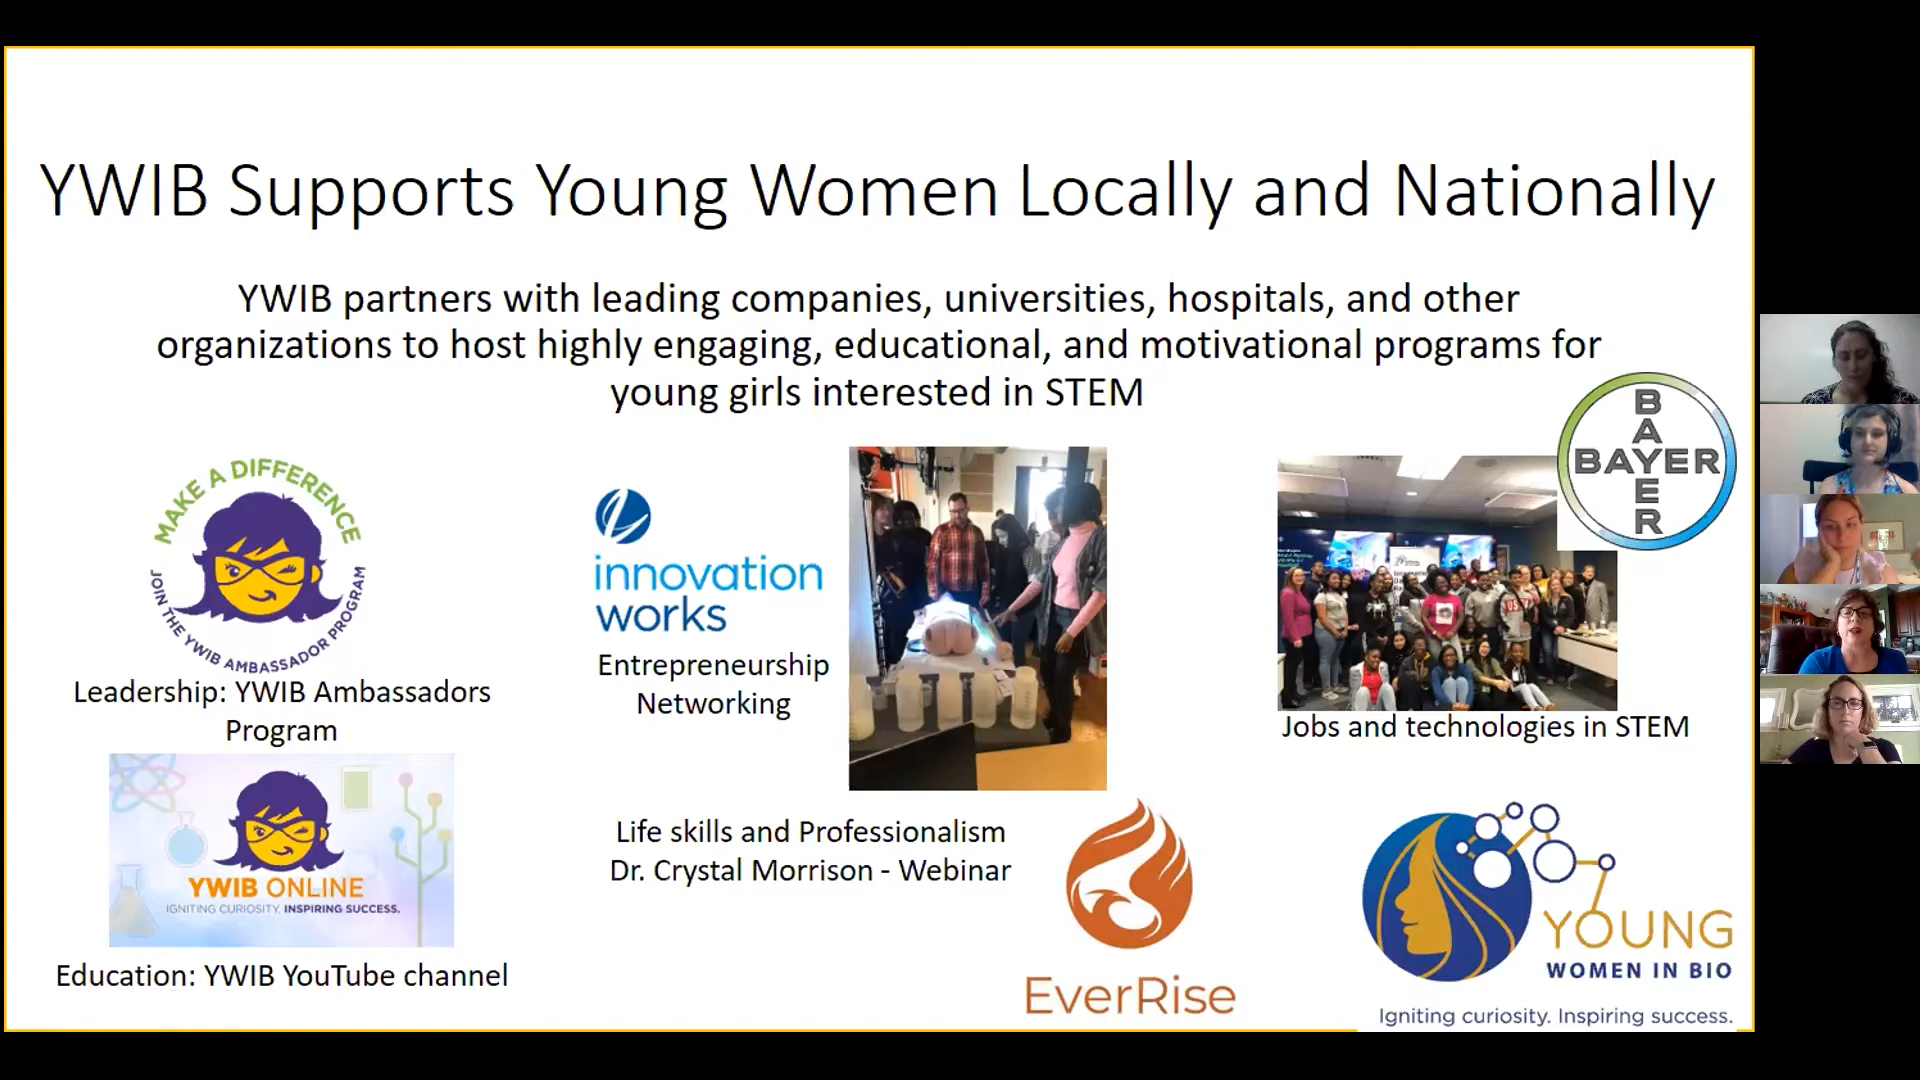 YWIB Supports Young Women Locally and Nationally
YWIB partners with leading companies, universities, hospitals, and other
organizations to host highly engaging, educational, and motivational programs for
young girls interested in STEM
MAKE A DIFFERENCE
JOIN THE YWIB AMBASSADOR PROGRAM
Leadership: YWIB Ambassadors
Program
YWIB ONLINE
IGNITING CURIOSITY. INSPIRING SUCCESS.
Education: YWIB YouTube channel
innovation
works
Entrepreneurship
Networking
Life skills and Professionalism
Dr. Crystal Morrison - Webinar
EverRise
BAYER
BAYER
Jobs and technologies in STEM
YOUNG
WOMEN IN BIO
Igniting curiosity. Inspiring success.